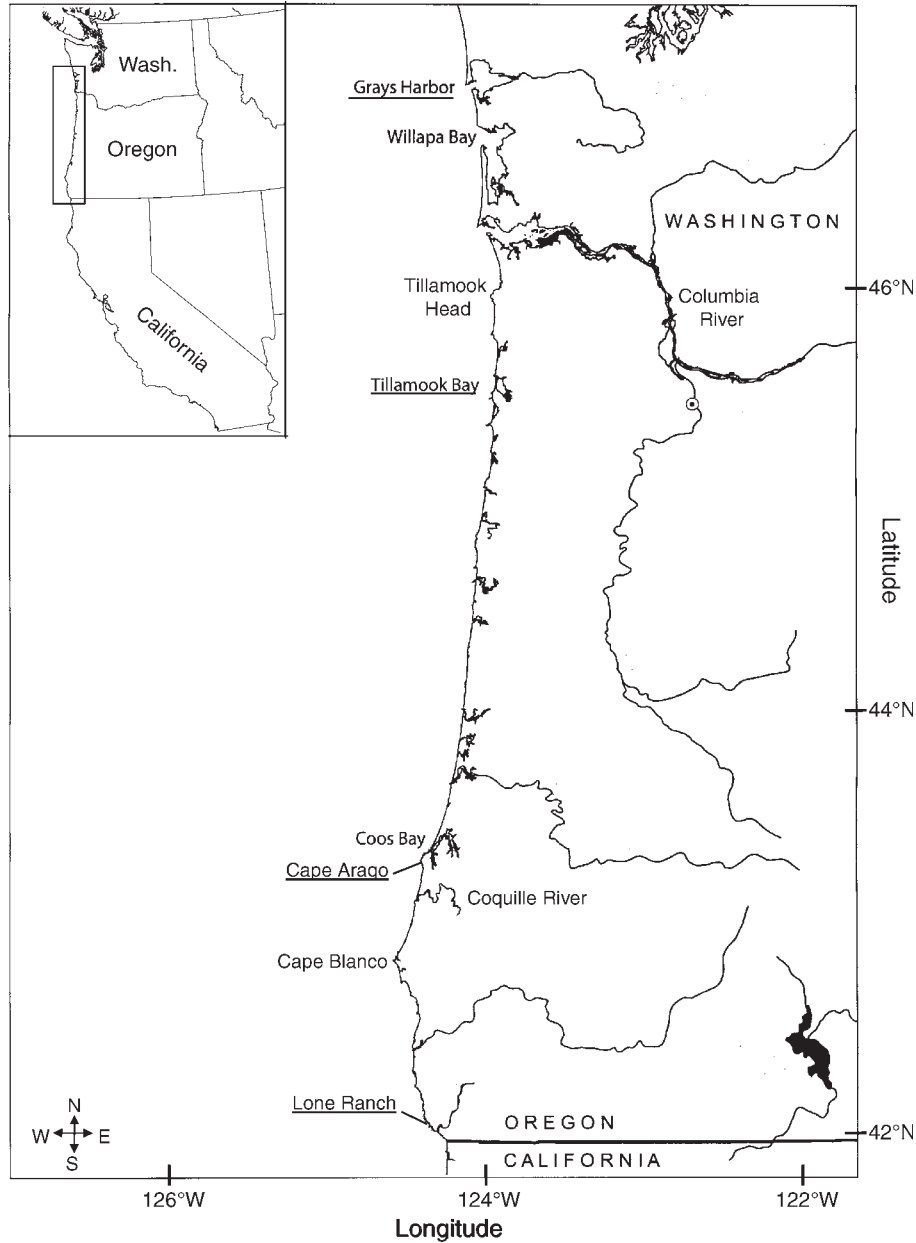 Wash.
Oregon
California
Grays Harbor
Willapa Bay
WASHINGTON
Tillamook
Head
46°N
Columbia
River
Tillamook Bay
Latitude
44°N
Coos Bay
Cape Arago
Coquille River
Cape Blanco
Lone Ranch
OREGON
42°N
CALIFORNIA
N
W E
S
126°W
124°W
122°W
Longitude